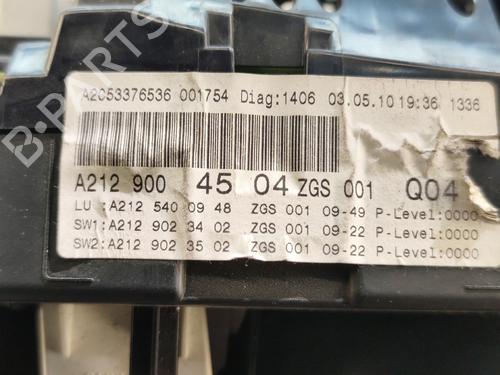 A2C53376536 001754 Diag:1406 03.05.10 19:36 1336
A212 900 45 04 ZGS 001 Q04
LU :A212 540 09 48 ZGS 001 09-49 P-Level:0000
SW1:A212 902 34 02 ZGS 001 09-22 P-Level:0000
SW2:A212 902 35 02 ZGS 001 09-22 P-Level:0000
B-PARTS